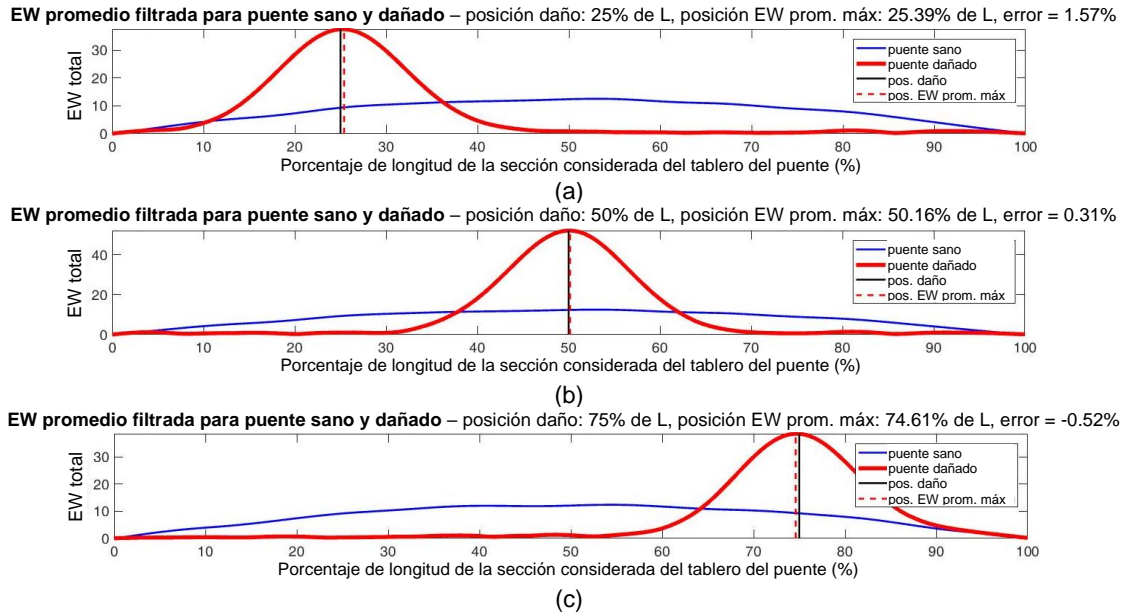 EW promedio filtrada para puente sano y dañado – posición daño: 25% de L, posición EW prom. máx: 25.39% de L, error = 1.57%
EW total
30
20
10
0
puente sano
puente dañado
pos. daño
pos. EW prom. máx
0 10 20 30 40 50 60 70 80 90 100
Porcentaje de longitud de la sección considerada del tablero del puente (%)
(a)
EW promedio filtrada para puente sano y dañado – posición daño: 50% de L, posición EW prom. máx: 50.16% de L, error = 0.31%
EW total
40
20
0
puente sano
puente dañado
pos. daño
pos. EW prom. máx
0 10 20 30 40 50 60 70 80 90 100
Porcentaje de longitud de la sección considerada del tablero del puente (%)
(b)
EW promedio filtrada para puente sano y dañado – posición daño: 75% de L, posición EW prom. máx: 74.61% de L, error = -0.52%
EW total
30
20
10
0
puente sano
puente dañado
pos. daño
pos. EW prom. máx
0 10 20 30 40 50 60 70 80 90 100
Porcentaje de longitud de la sección considerada del tablero del puente (%)
(c)